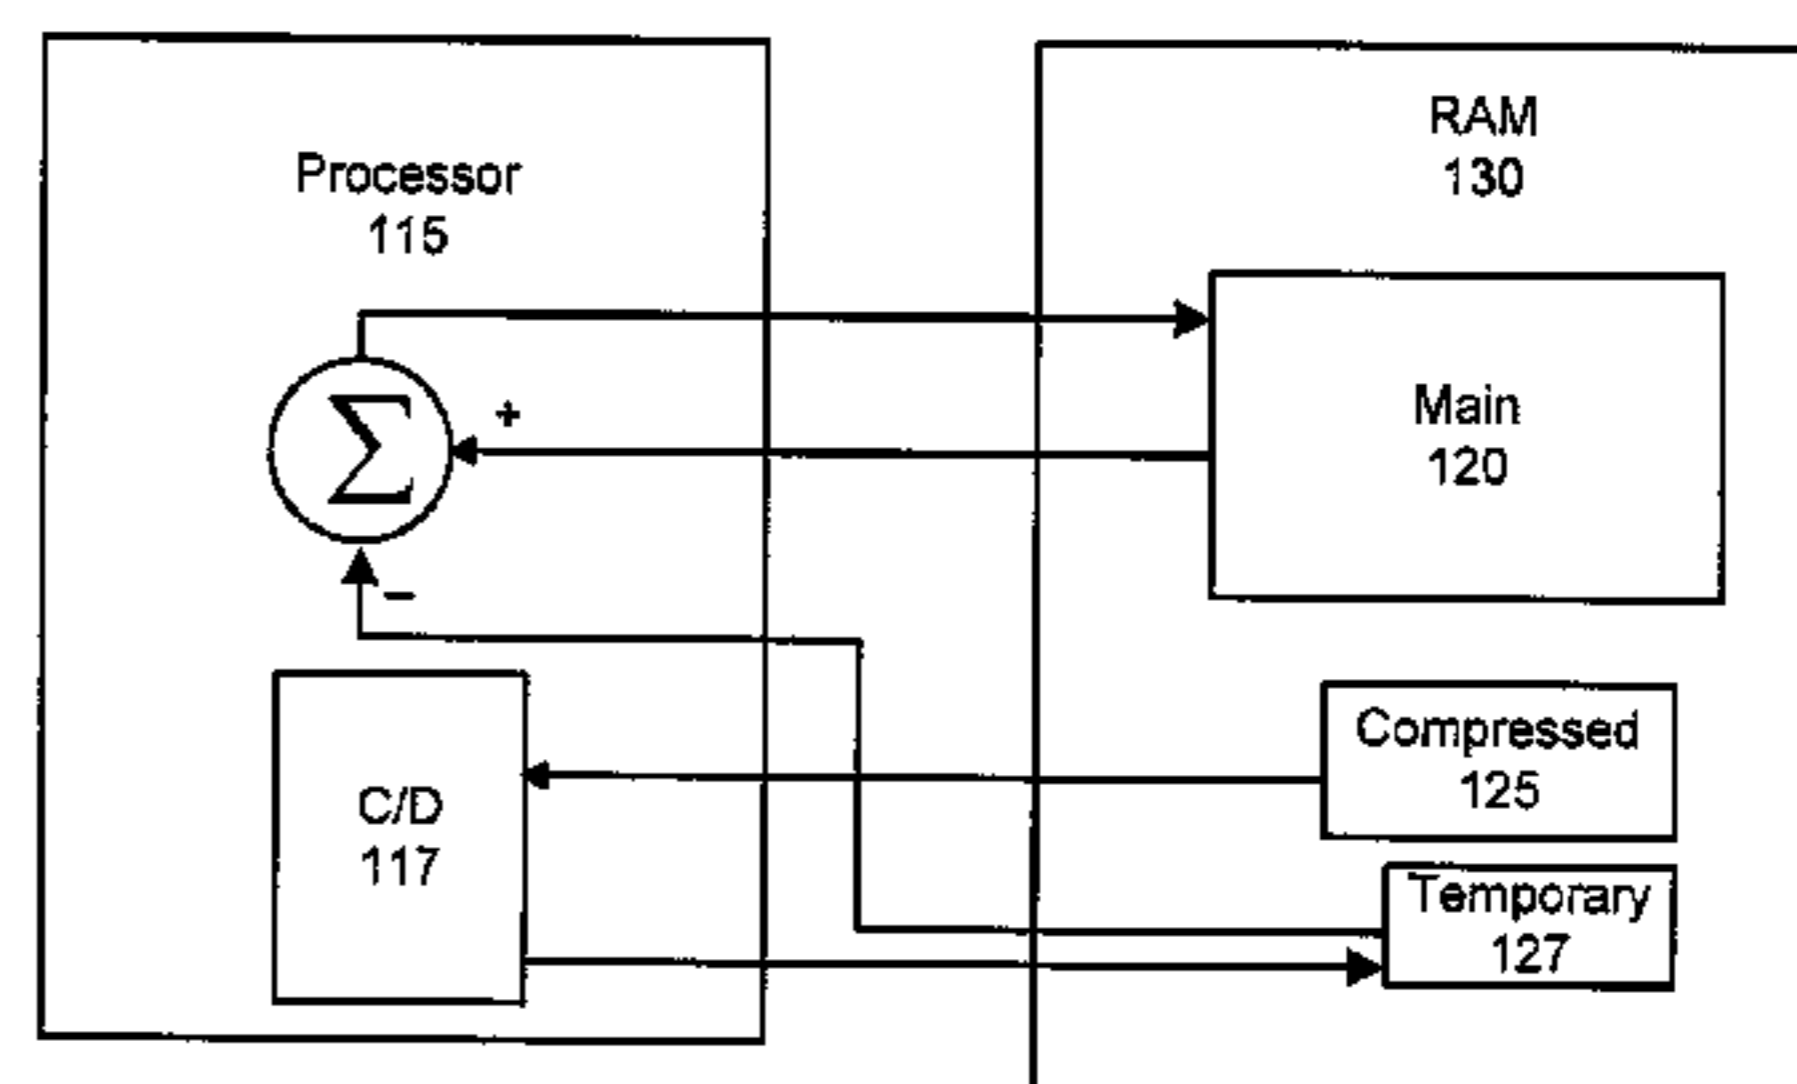 RAM
130
Processor
115
Σ
+
−
Main
120
Compressed
125
C/D
117
Temporary
127